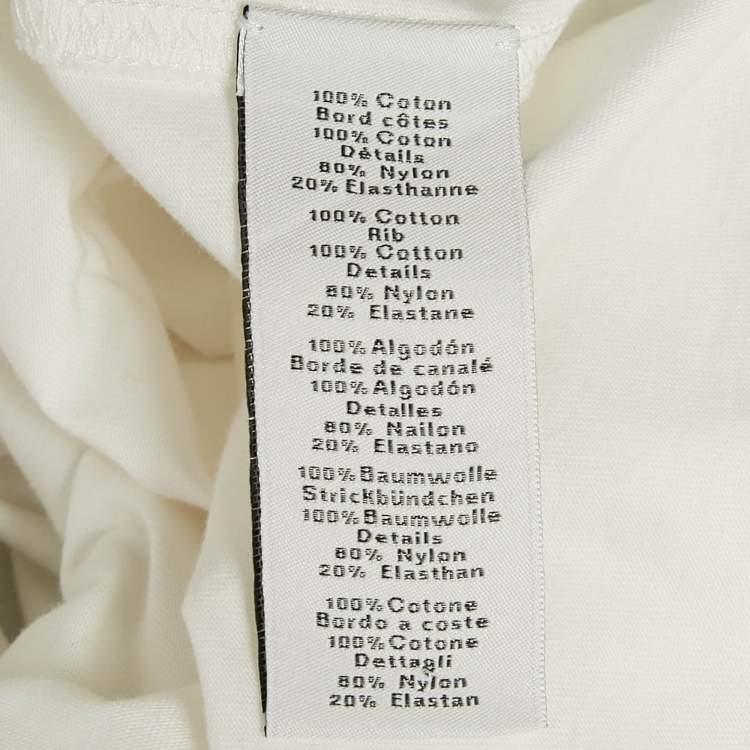 100% Coton
Bord côtes
100% Coton
Détails
80% Nylon
20% Elasthanne
100% Cotton
Rib
100% Cotton
Details
80% Nylon
20% Elastane
100% Algodón
Borde de canalé
100% Algodón
Detalles
80% Nailon
20% Elastano
100% Baumwolle
Strickbündchen
100% Baumwolle
Details
80% Nylon
20% Elasthan
100% Cotone
Bordo a coste
100% Cotone
Dettagli
80% Nylon
20% Elastan